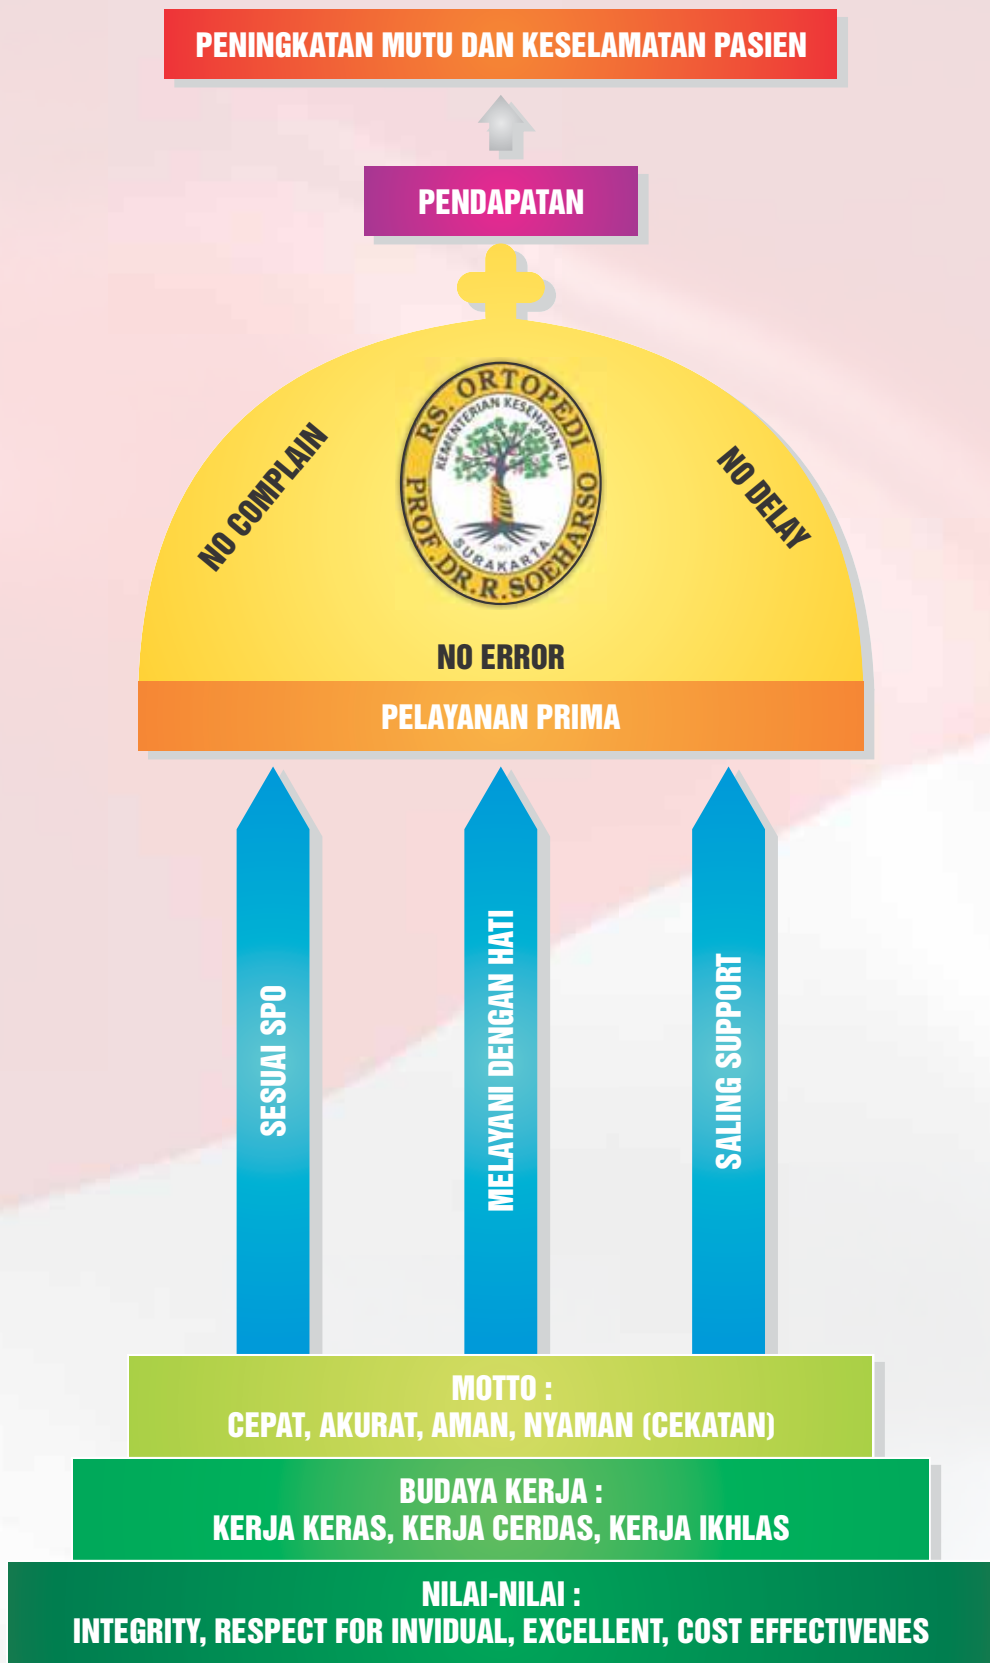 PENINGKATAN MUTU DAN KESELAMATAN PASIEN
PENDAPATAN
RS. ORTOPEDI
KEMENTERIAN KESEHATAN R.I
SURAKARTA
PROF.DR.R.SOEHARSO
NO COMPLAIN
NO DELAY
NO ERROR
PELAYANAN PRIMA
SESUAI SPO
MELAYANI DENGAN HATI
SALING SUPPORT
MOTTO :
CEPAT, AKURAT, AMAN, NYAMAN (CEKATAN)
BUDAYA KERJA :
KERJA KERAS, KERJA CERDAS, KERJA IKHLAS
NILAI-NILAI :
INTEGRITY, RESPECT FOR INVIDUAL, EXCELLENT, COST EFFECTIVENES